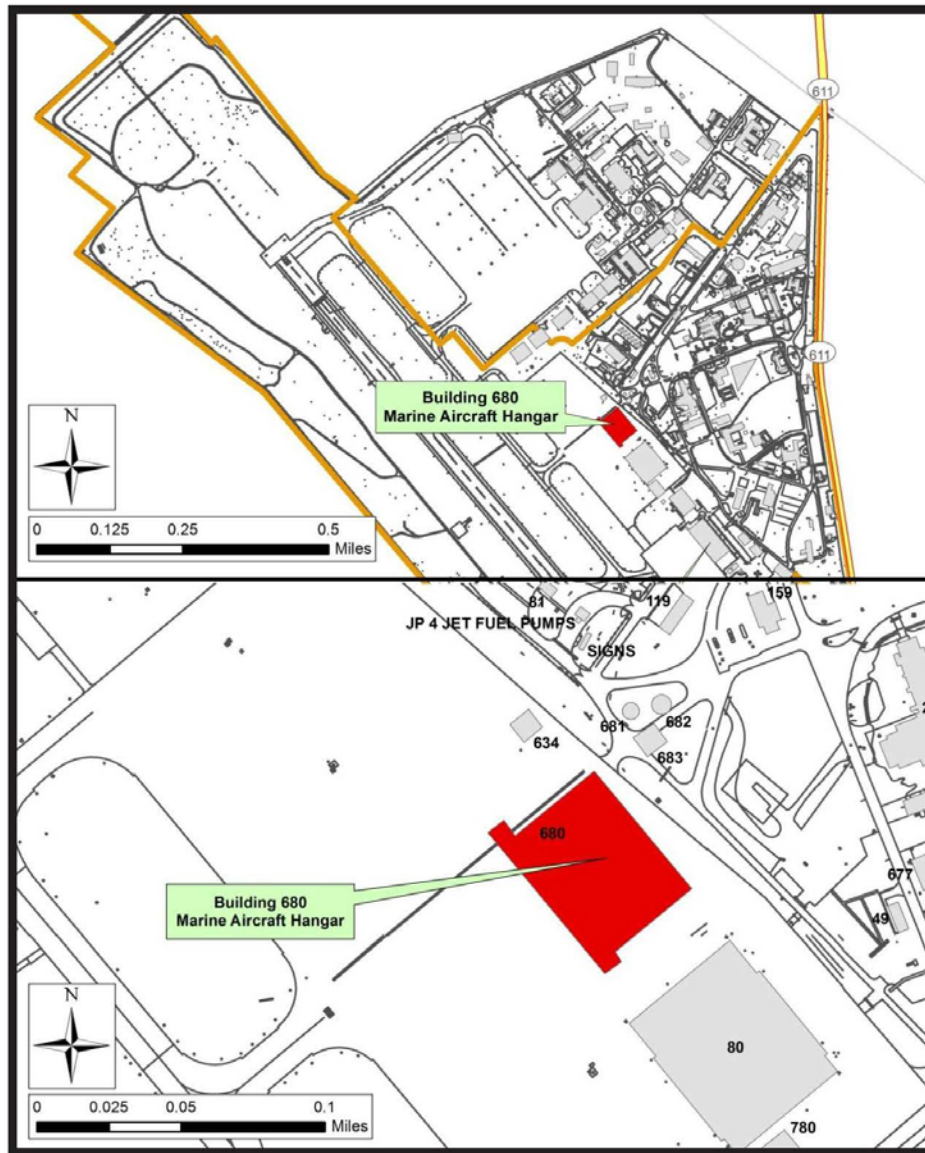 611
611
Building 680
Marine Aircraft Hangar
N
0 0.125 0.25 0.5
Miles
81
119
159
JP 4 JET FUEL PUMPS
SIGNS
681
682
634
683
680
677
Building 680
Marine Aircraft Hangar
49
N
80
0 0.025 0.05 0.1
Miles
780